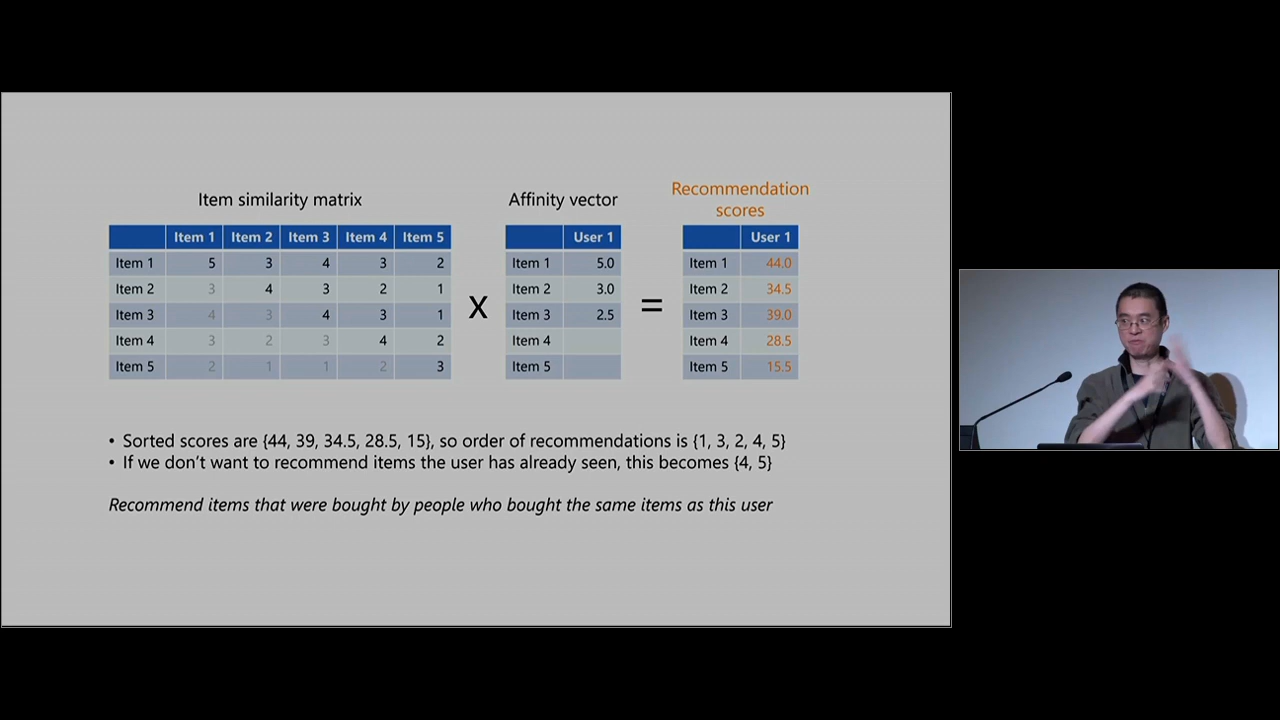 Item similarity matrix
Affinity vector
Recommendation
scores
Item 1 Item 2 Item 3 Item 4 Item 5
Item 1 5 3 4 3 2
Item 2 3 4 3 2 1
Item 3 4 3 4 3 1
Item 4 3 2 3 4 2
Item 5 2 1 1 2 3
X
User 1
Item 1 5.0
Item 2 3.0
Item 3 2.5
Item 4
Item 5
=
User 1
Item 1 44.0
Item 2 34.5
Item 3 39.0
Item 4 28.5
Item 5 15.5
• Sorted scores are {44, 39, 34.5, 28.5, 15}, so order of recommendations is {1, 3, 2, 4, 5}
• If we don't want to recommend items the user has already seen, this becomes {4, 5}
Recommend items that were bought by people who bought the same items as this user